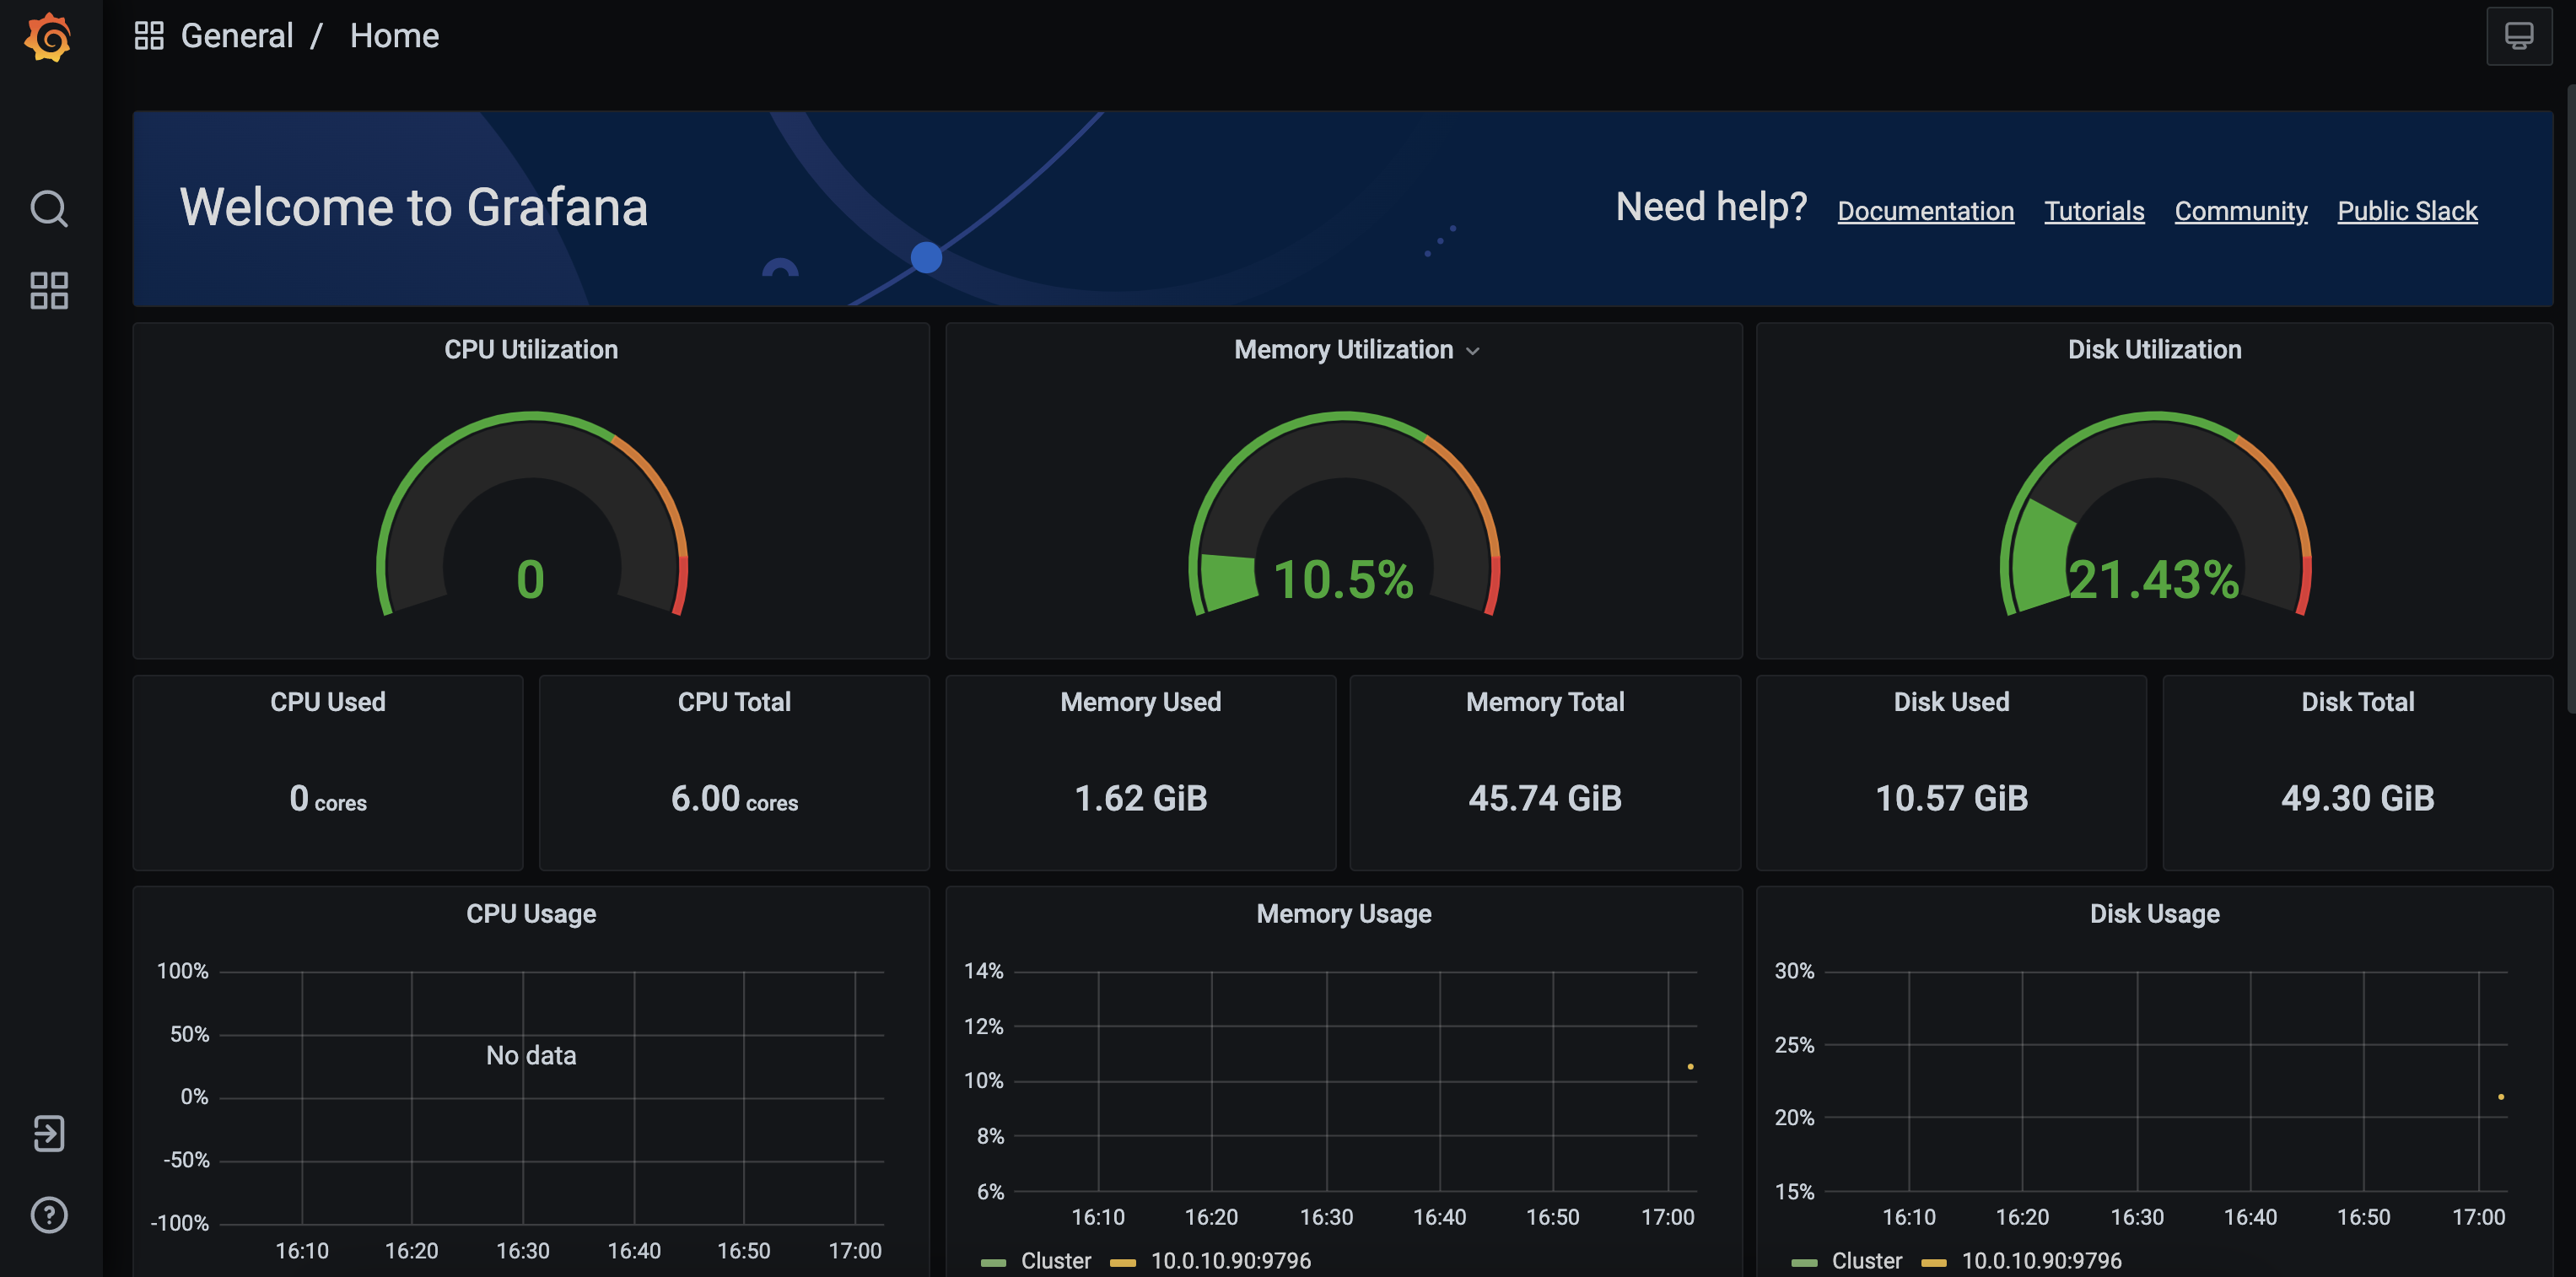 General / Home
Welcome to Grafana
Need help? Documentation Tutorials Community Public Slack
CPU Utilization
0
Memory Utilization
10.5%
Disk Utilization
21.43%
CPU Used
0 cores
CPU Total
6.00 cores
Memory Used
1.62 GiB
Memory Total
45.74 GiB
Disk Used
10.57 GiB
Disk Total
49.30 GiB
CPU Usage
100%
50%
No data
0%
-50%
-100%
16:10 16:20 16:30 16:40 16:50 17:00
Memory Usage
14%
12%
10%
8%
6%
16:10 16:20 16:30 16:40 16:50 17:00
Cluster 10.0.10.90:9796
Disk Usage
30%
25%
20%
15%
16:10 16:20 16:30 16:40 16:50 17:00
Cluster 10.0.10.90:9796